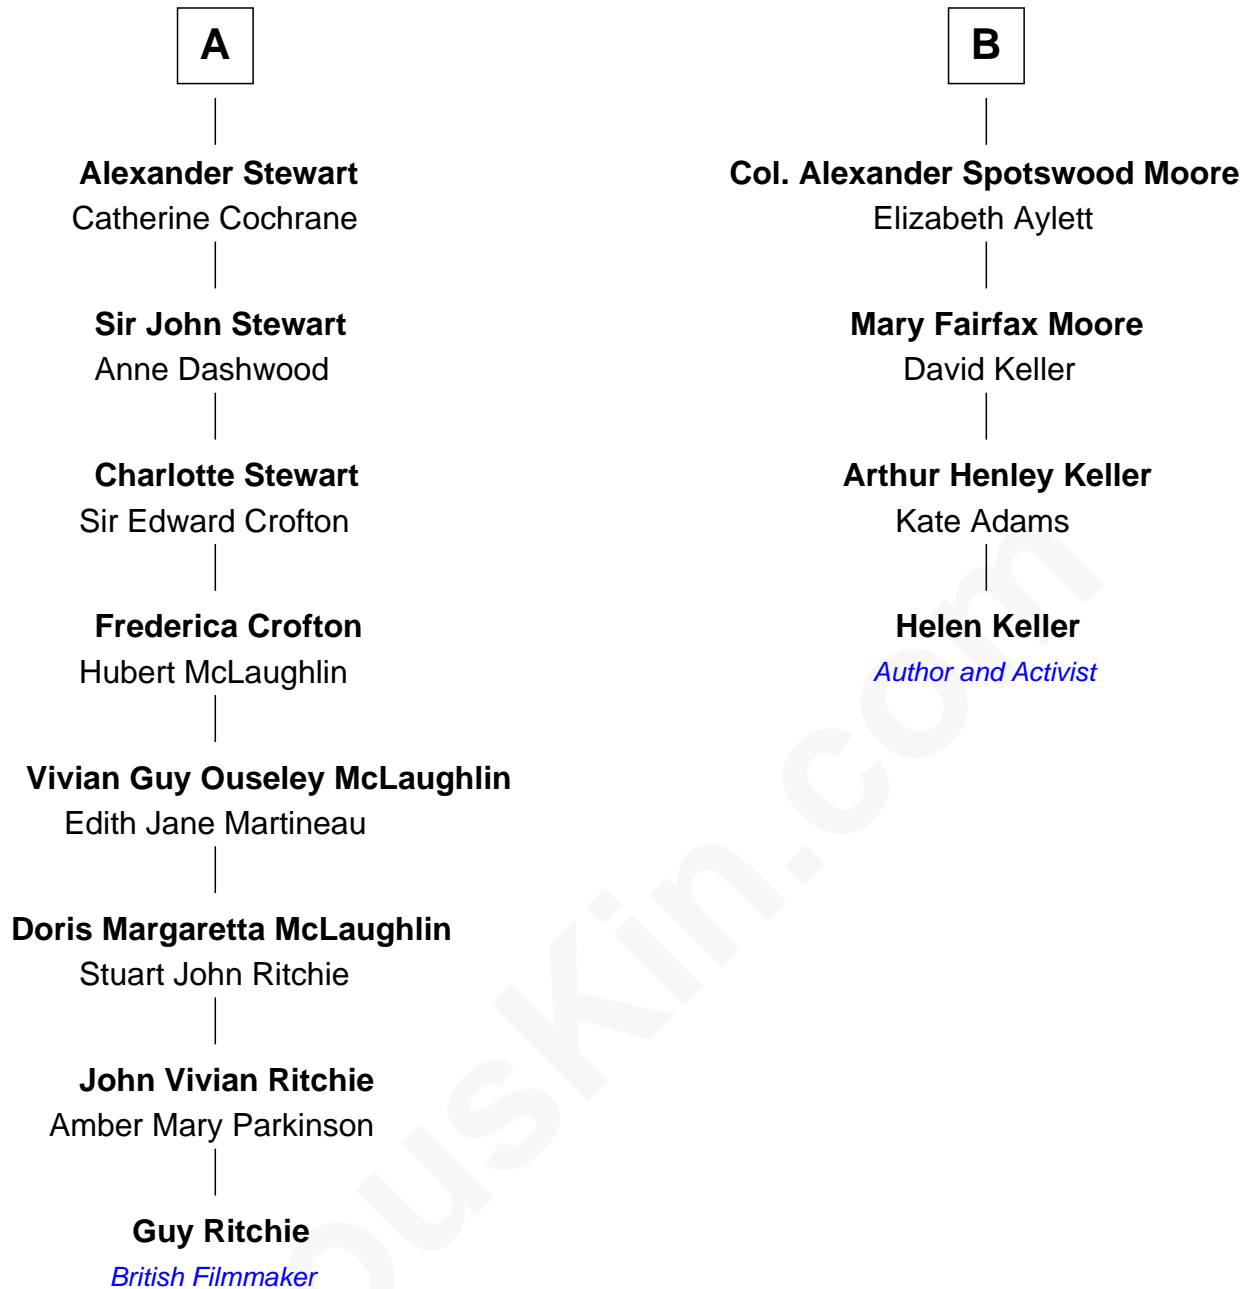 A
Alexander Stewart
Catherine Cochrane
Sir John Stewart
Anne Dashwood
Charlotte Stewart
Sir Edward Crofton
Frederica Crofton
Hubert McLaughlin
Vivian Guy Ouseley McLaughlin
Edith Jane Martineau
Doris Margaretta McLaughlin
Stuart John Ritchie
John Vivian Ritchie
Amber Mary Parkinson
Guy Ritchie
British Filmmaker
B
Col. Alexander Spotswood Moore
Elizabeth Aylett
Mary Fairfax Moore
David Keller
Arthur Henley Keller
Kate Adams
Helen Keller
Author and Activist
ousKin.com